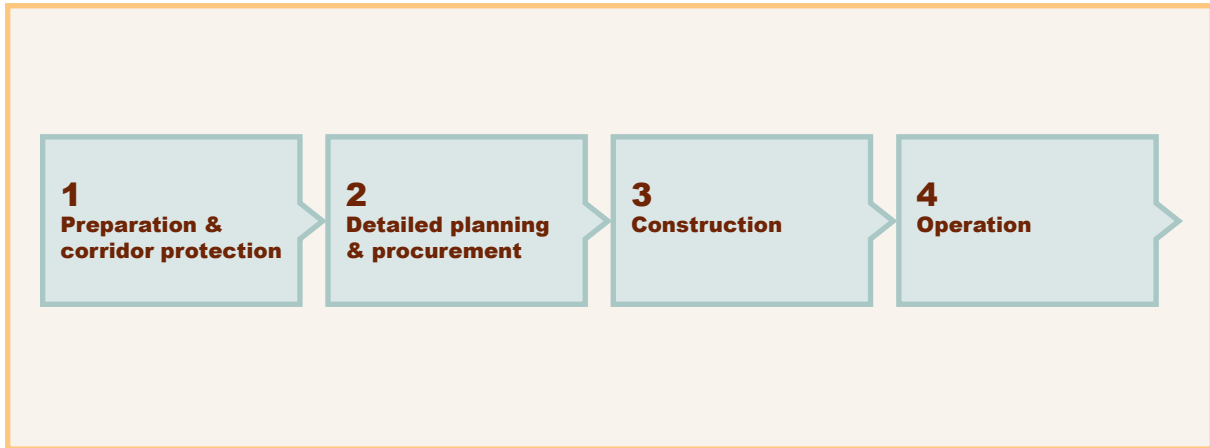 1
Preparation &
corridor protection
2
Detailed planning
& procurement
3
Construction
4
Operation